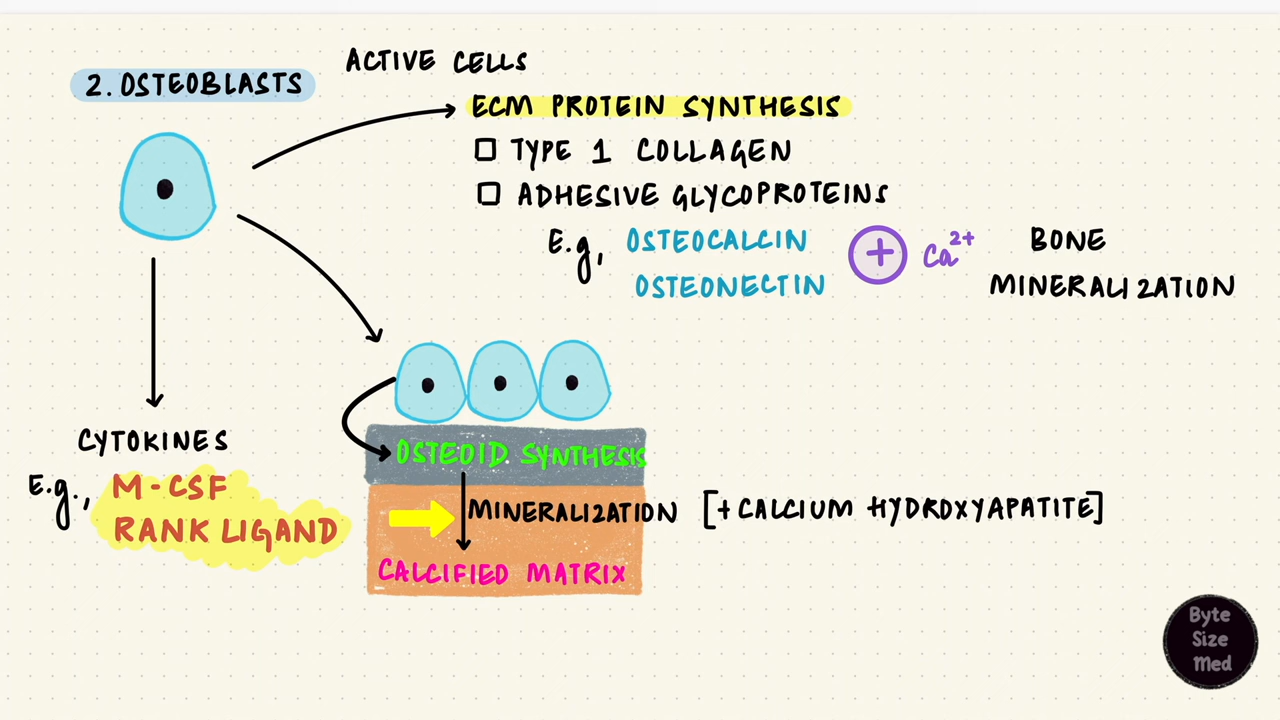 2. OSTEOBLASTS
ACTIVE CELLS
ECM PROTEIN SYNTHESIS
TYPE 1 COLLAGEN
ADHESIVE GLYCOPROTEINS
E.g, OSTEOCALCIN + Ca2+ BONE
OSTEONECTIN MINERALIZATION
CYTOKINES
E.g., M-CSF
RANK LIGAND
OSTEOID SYNTHESIS
MINERALIZATION [+CALCIUM HYDROXYAPATITE]
CALCIFIED MATRIX
Byte
Size
Med